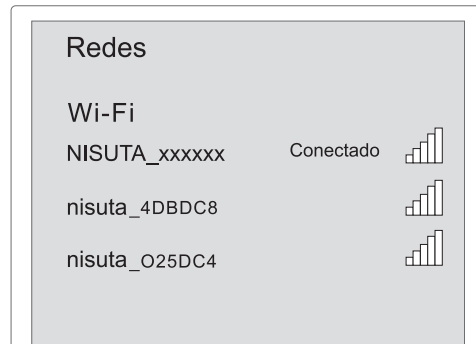 Redes
Wi-Fi
NISUTA_xxxxxx Conectado
nisuta_4DBDC8
nisuta_O25DC4